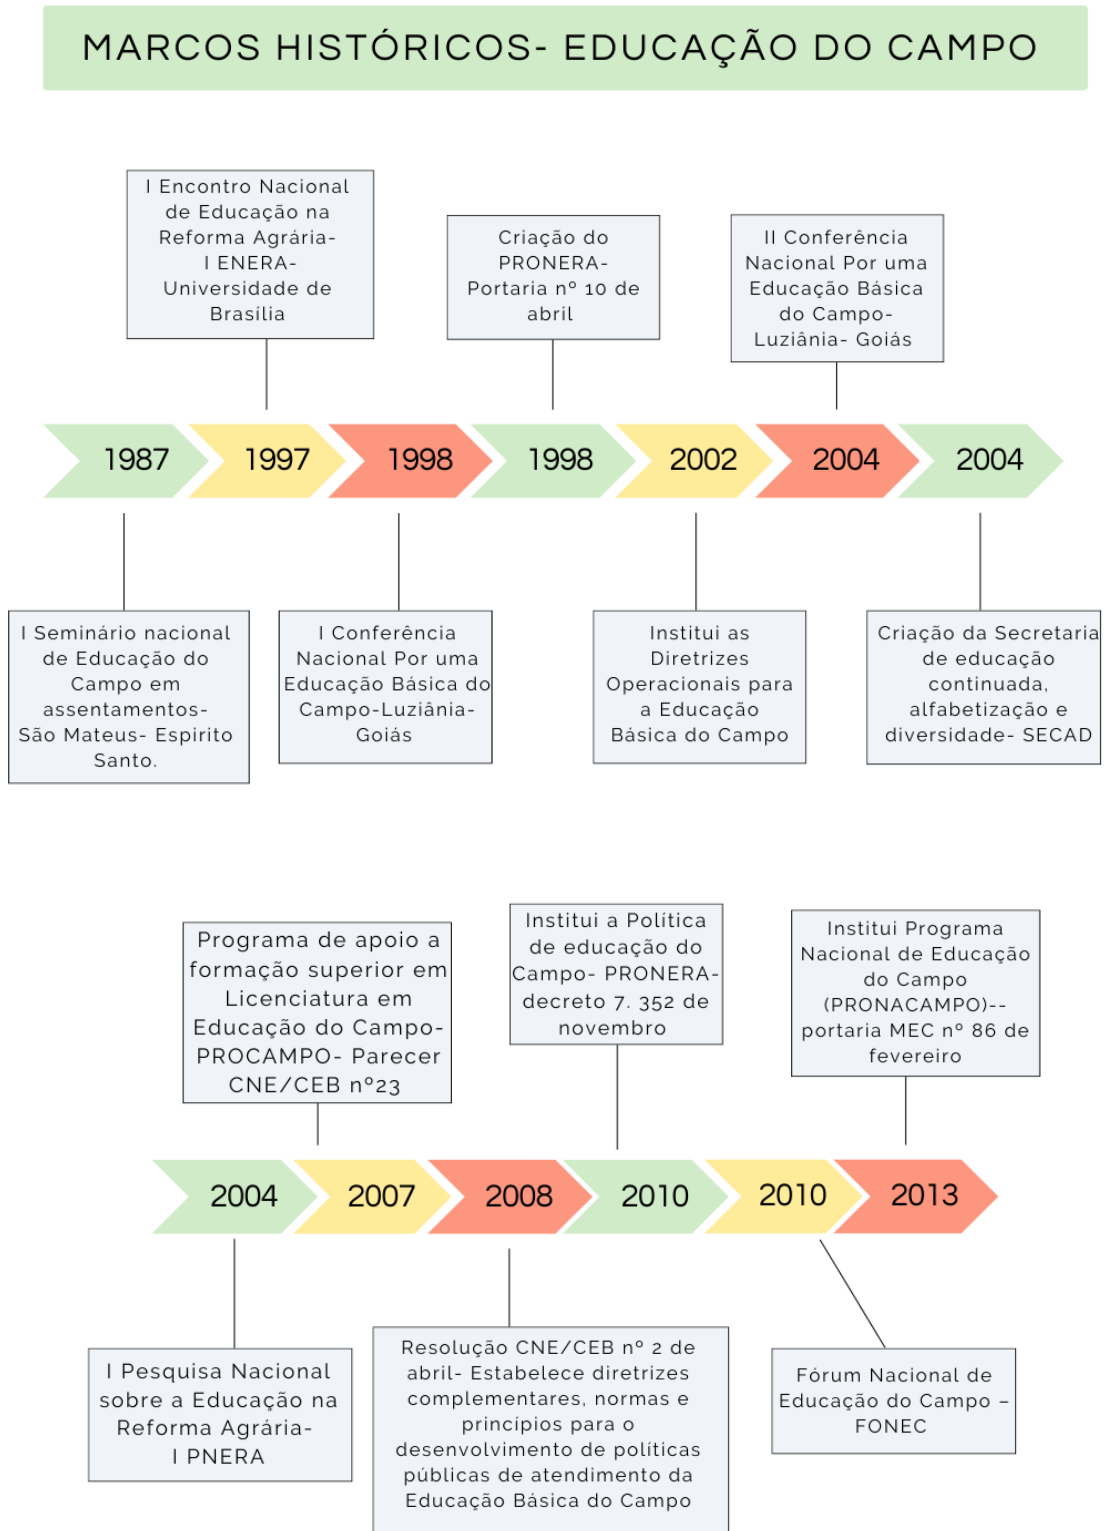 MARCOS HISTÓRICOS- EDUCAÇÃO DO CAMPO
I Encontro Nacional
de Educação na
Reforma Agrária-
I ENERA-
Universidade de
Brasília
Criação do
PRONERA-
Portaria nº 10 de
abril
II Conferência
Nacional Por uma
Educação Básica
do Campo-
Luziânia- Goiás
1987
1997
1998
1998
2002
2004
2004
I Seminário nacional
de Educação do
Campo em
assentamentos-
São Mateus- Espirito
Santo.
I Conferência
Nacional Por uma
Educação Básica do
Campo-Luziânia-
Goiás
Institui as
Diretrizes
Operacionais para
a Educação
Básica do Campo
Criação da Secretaria
de educação
continuada,
alfabetização e
diversidade- SECAD
Programa de apoio a
formação superior em
Licenciatura em
Educação do Campo-
PROCAMPO- Parecer
CNE/CEB nº23
Institui a Política
de educação do
Campo- PRONERA-
decreto 7. 352 de
novembro
Institui Programa
Nacional de Educação
do Campo
(PRONACAMPO)--
portaria MEC nº 86 de
fevereiro
2004
2007
2008
2010
2010
2013
I Pesquisa Nacional
sobre a Educação na
Reforma Agrária-
I PNERA
Resolução CNE/CEB nº 2 de
abril- Estabelece diretrizes
complementares, normas e
princípios para o
desenvolvimento de políticas
públicas de atendimento da
Educação Básica do Campo
Fórum Nacional de
Educação do Campo –
FONEC